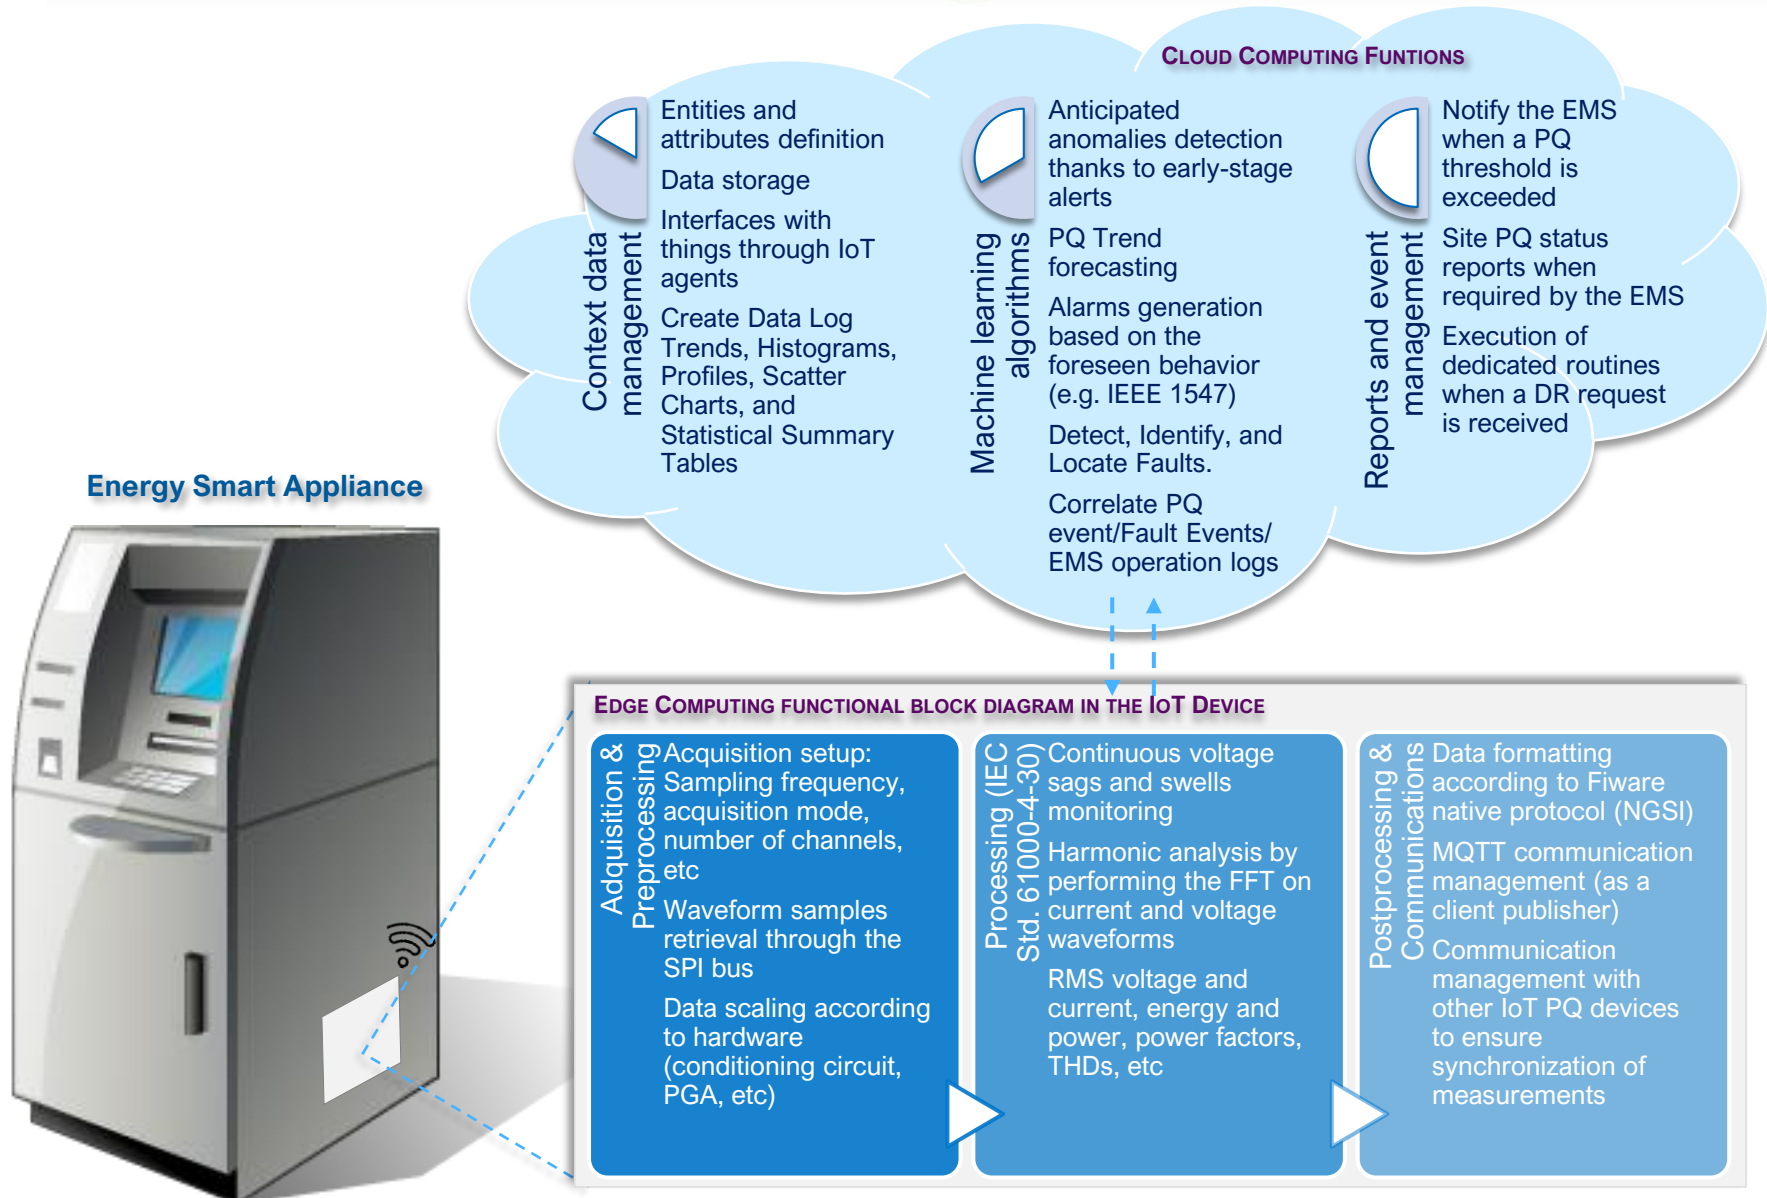 CLOUD COMPUTING FUNTIONS
Context data
management
Entities and
attributes definition
Data storage
Interfaces with
things through IoT
agents
Create Data Log
Trends, Histograms,
Profiles, Scatter
Charts, and
Statistical Summary
Tables
Machine learning
algorithms
Anticipated
anomalies detection
thanks to early-stage
alerts
PQ Trend
forecasting
Alarms generation
based on the
foreseen behavior
(e.g. IEEE 1547)
Detect, Identify, and
Locate Faults.
Correlate PQ
event/Fault Events/
EMS operation logs
Reports and event
management
Notify the EMS
when a PQ
threshold is
exceeded
Site PQ status
reports when
required by the EMS
Execution of
dedicated routines
when a DR request
is received
Energy Smart Appliance
EDGE COMPUTING FUNCTIONAL BLOCK DIAGRAM IN THE IOT DEVICE
Adquisition &
Preprocessing
Acquisition setup:
Sampling frequency,
acquisition mode,
number of channels,
etc
Waveform samples
retrieval through the
SPI bus
Data scaling according
to hardware
(conditioning circuit,
PGA, etc)
Processing (IEC
Std. 61000-4-30)
Continuous voltage
sags and swells
monitoring
Harmonic analysis by
performing the FFT on
current and voltage
waveforms
RMS voltage and
current, energy and
power, power factors,
THDs, etc
Postprocessing &
Communications
Data formatting
according to Fiware
native protocol (NGSI)
MQTT communication
management (as a
client publisher)
Communication
management with
other IoT PQ devices
to ensure
synchronization of
measurements